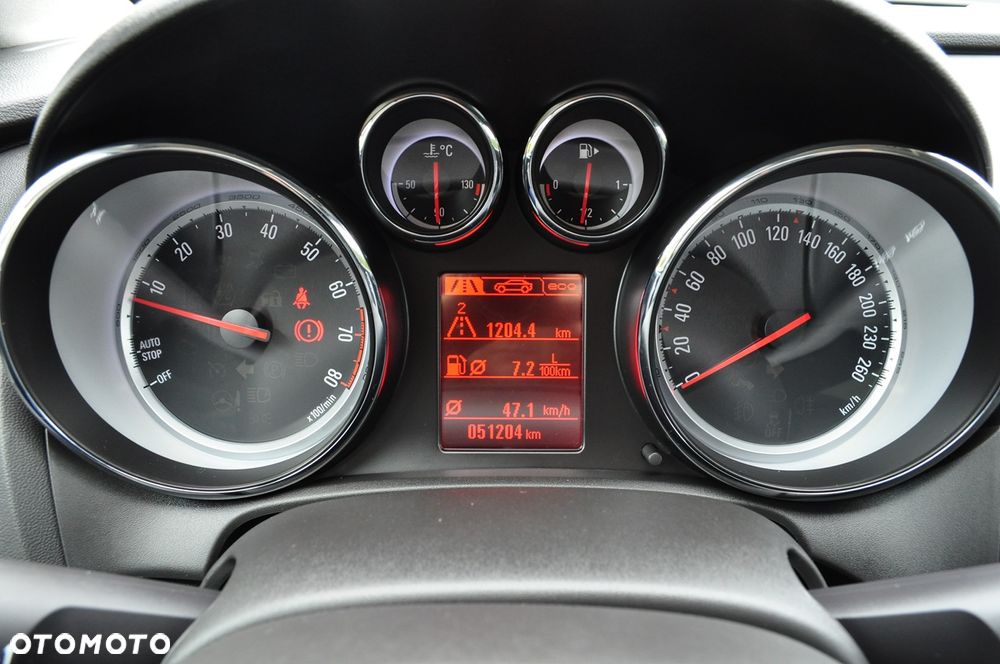 °C
50 90 130
0 1/2 1
OFF
AUTO
STOP
10 20 30 40 50 60 70 80
x100/min
eco
2
1204.4 km
7.2 L
100km
47.1 km/h
051204 km
0 20 40 60 80 100 120 140 160 180 200 230 260
km/h
OTOMOTO